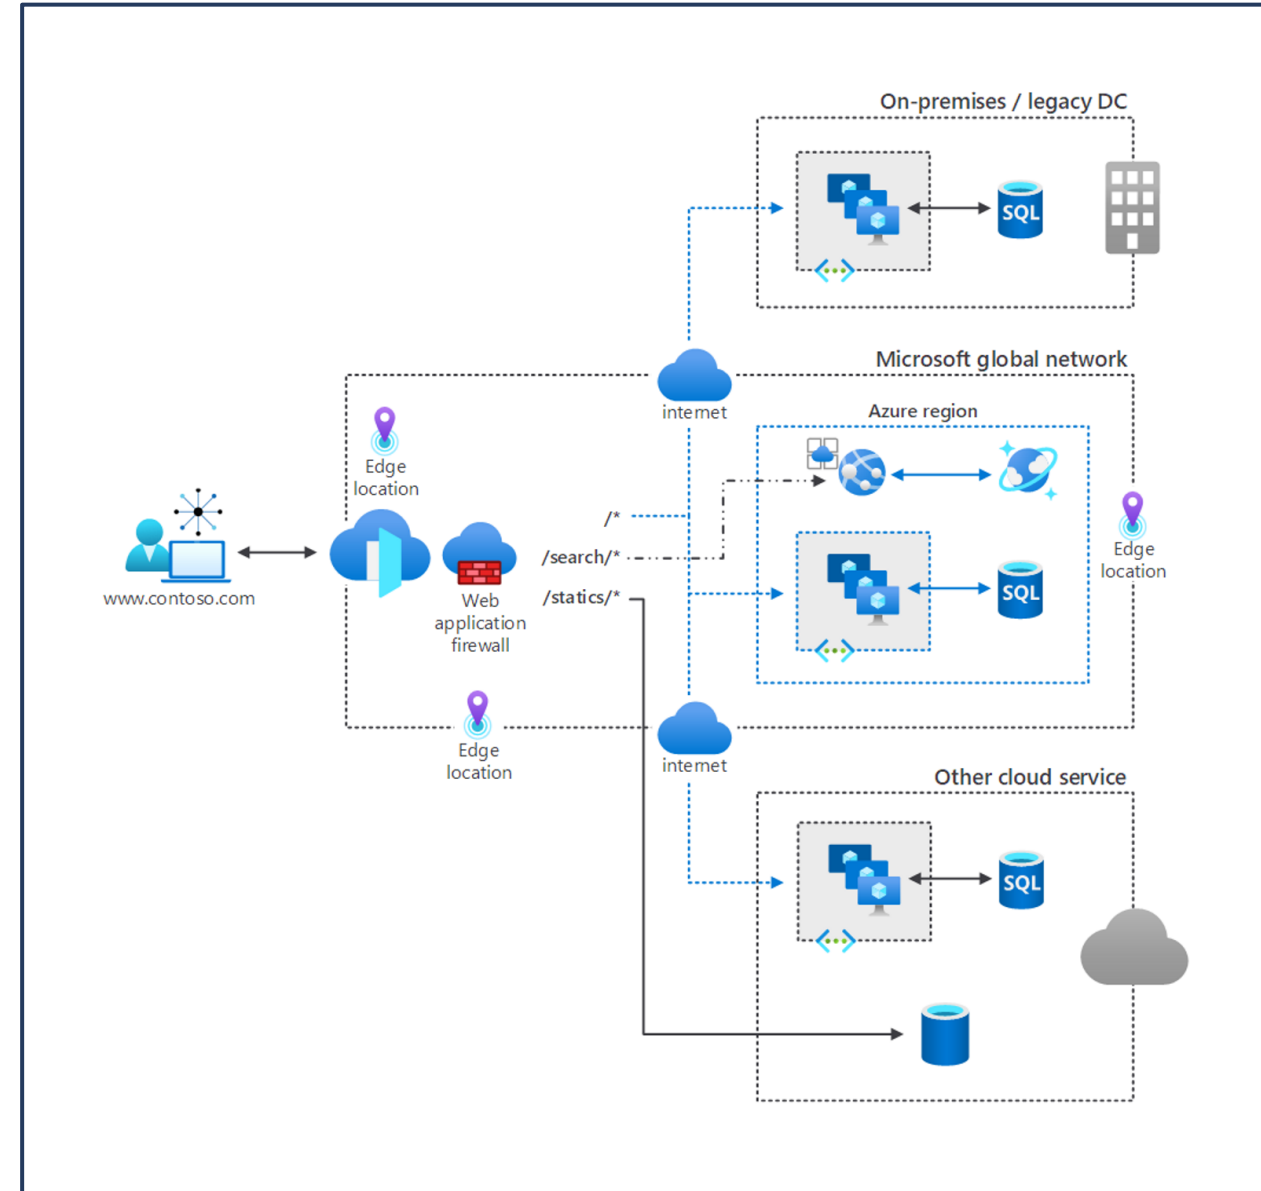 On-premises / legacy DC
SQL
Microsoft global network
internet
Azure region
Edge
location
/*
/search/*
/statics/*
www.contoso.com
Web
application
firewall
SQL
Edge
location
Edge
location
internet
Other cloud service
SQL